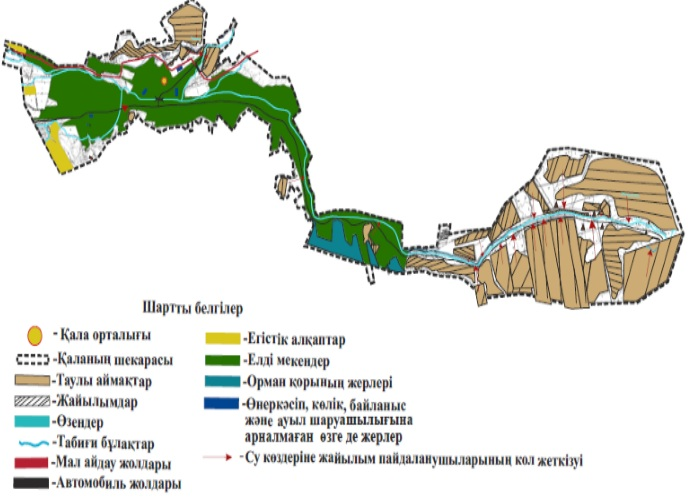 Шартты белгілер
- Қала орталығы
-Қаланың шекарасы
-Таулы аймақтар
-Жайылымдар
-Өзендер
-Табиғи бұлақтар
-Мал айдау жолдары
-Автомобиль жолдары
-Егістік алқаптар
-Елді мекендер
-Орман қорының жерлері
-Өнеркәсіп, көлік, байланыс
және ауыл шаруашылығына
арналмаған өзге де жерлер
-Су көздеріне жайылым пайдаланушыларының кол жеткізуі